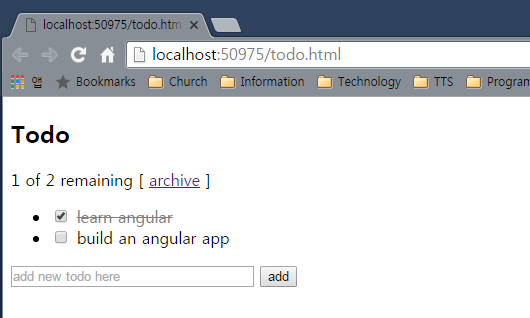 localhost:50975/todo.htm
localhost:50975/todo.html
Bookmarks Church Information Technology TTS Program
Todo
1 of 2 remaining [ archive ]
learn angular
build an angular app
add new todo here add